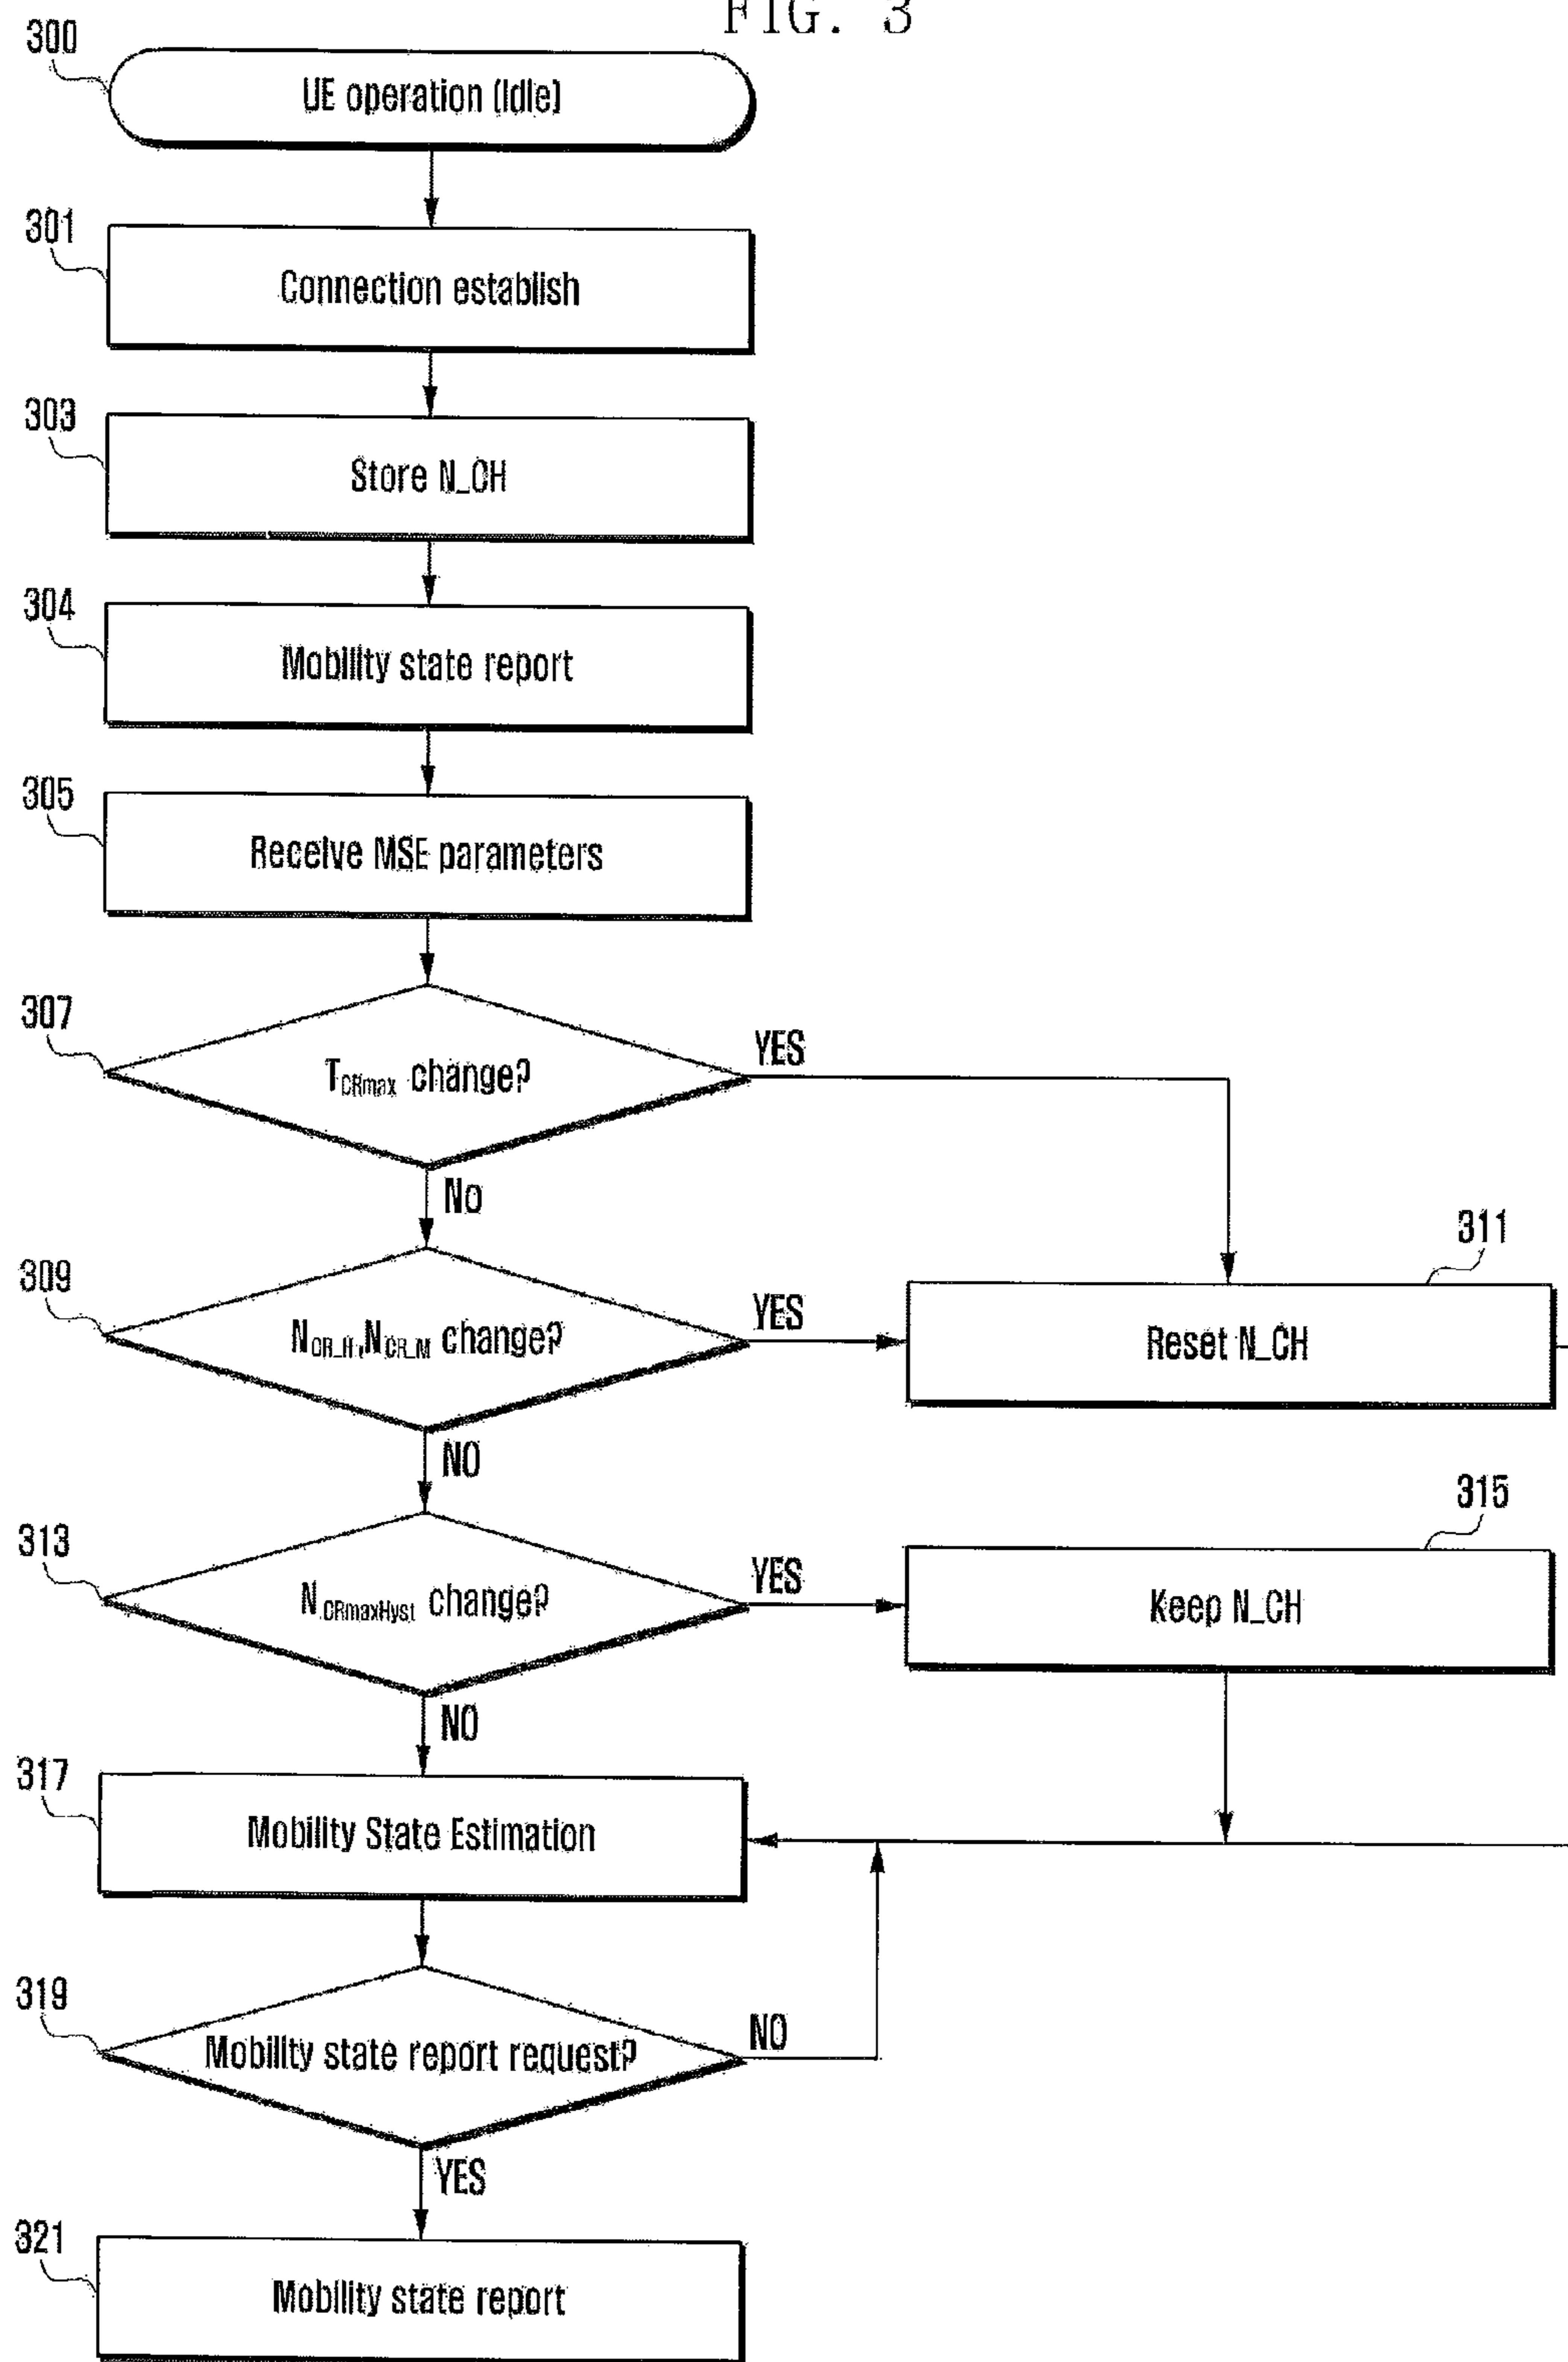 FIG. 3
300
UE operation (Idle)
301
Connection establish
303
Store N_CH
304
Mobility state report
305
Receive MSE parameters
307
TCRmax change?
YES
No
311
309
NCR_H,NCR_M change?
YES
Reset N_CH
NO
315
313
NCRmaxHyst change?
YES
Keep N_CH
NO
317
Mobility State Estimation
319
Mobility state report request?
NO
YES
321
Mobility state report